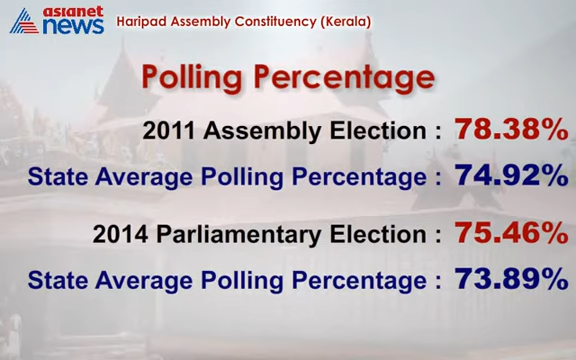 asianet
news
Haripad Assembly Constituency (Kerala)
Polling Percentage
2011 Assembly Election : 78.38%
State Average Polling Percentage : 74.92%
2014 Parliamentary Election : 75.46%
State Average Polling Percentage : 73.89%